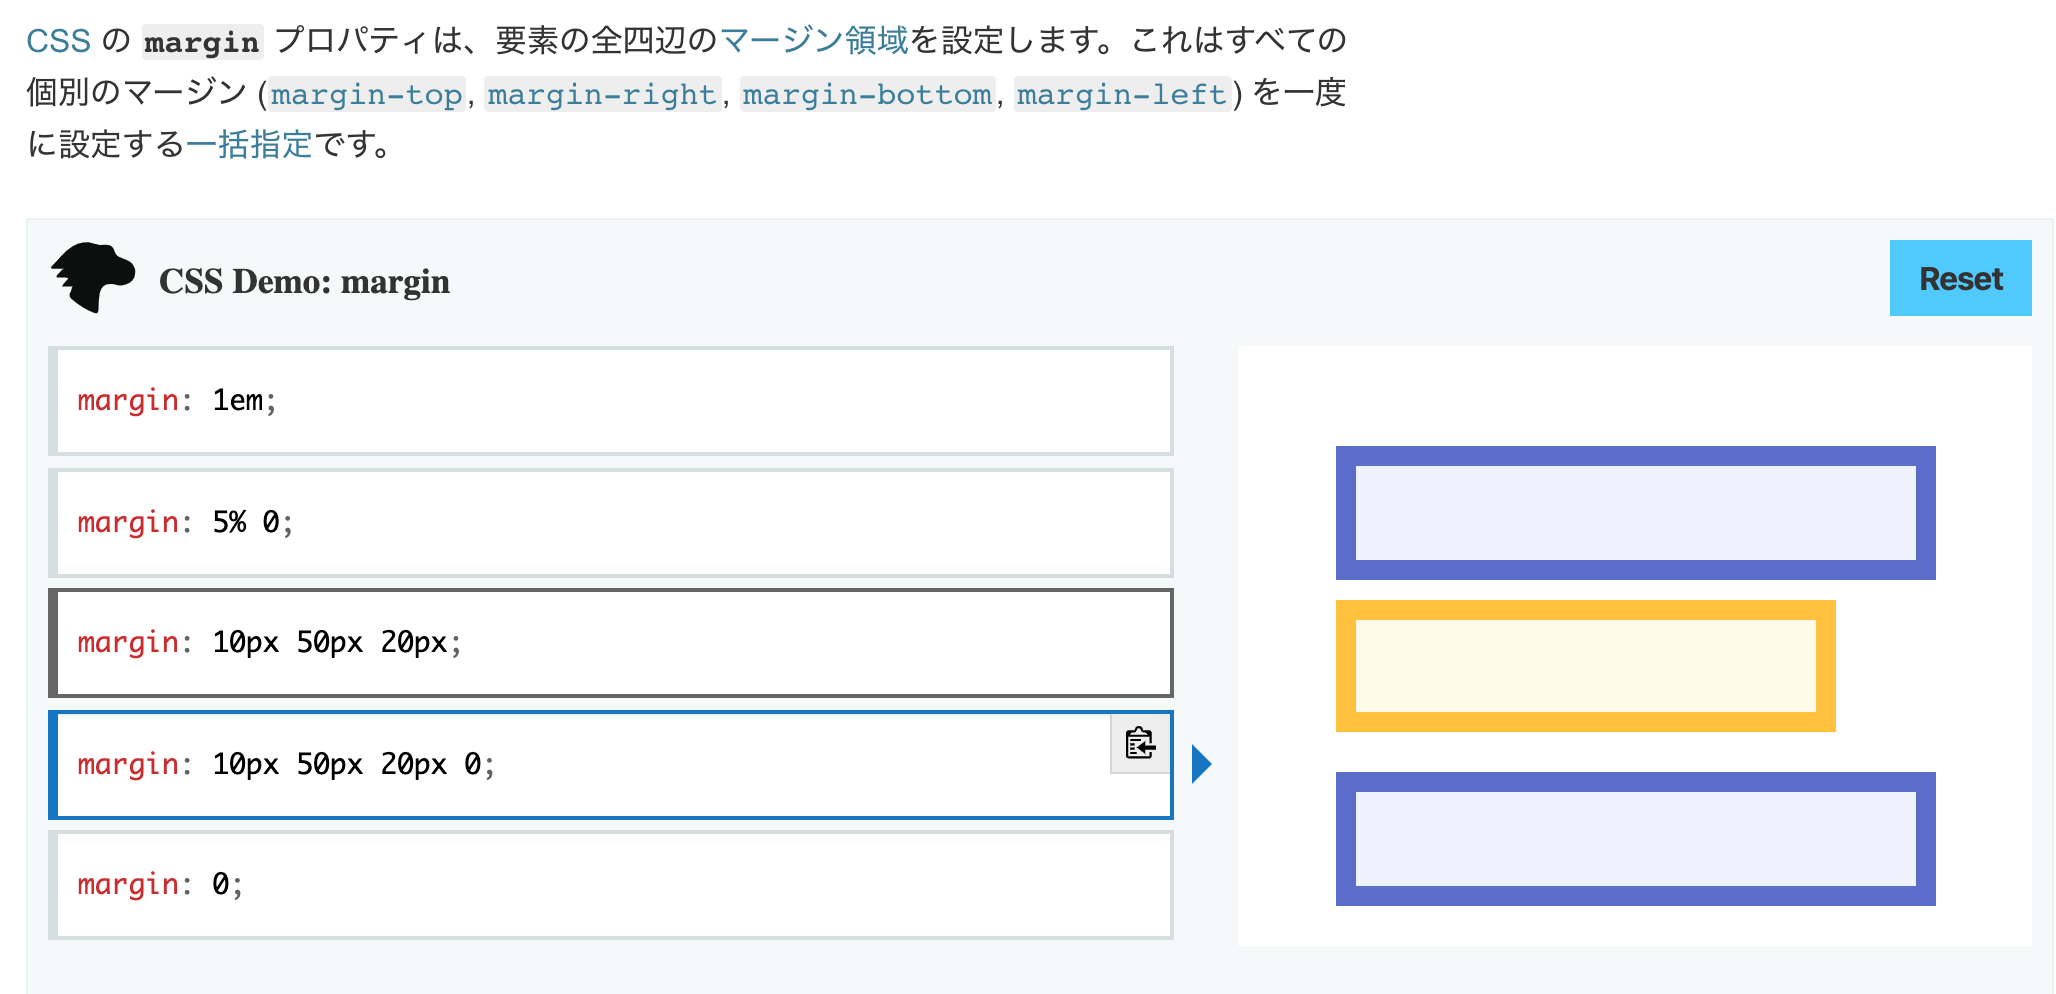 CSS の margin プロパティは、要素の全四辺のマージン領域を設定します。これはすべての
個別のマージン (margin-top, margin-right, margin-bottom, margin-left) を一度
に設定する一括指定です。
CSS Demo: margin
Reset
margin: 1em;
margin: 5% 0;
margin: 10px 50px 20px;
margin: 10px 50px 20px 0;
margin: 0;